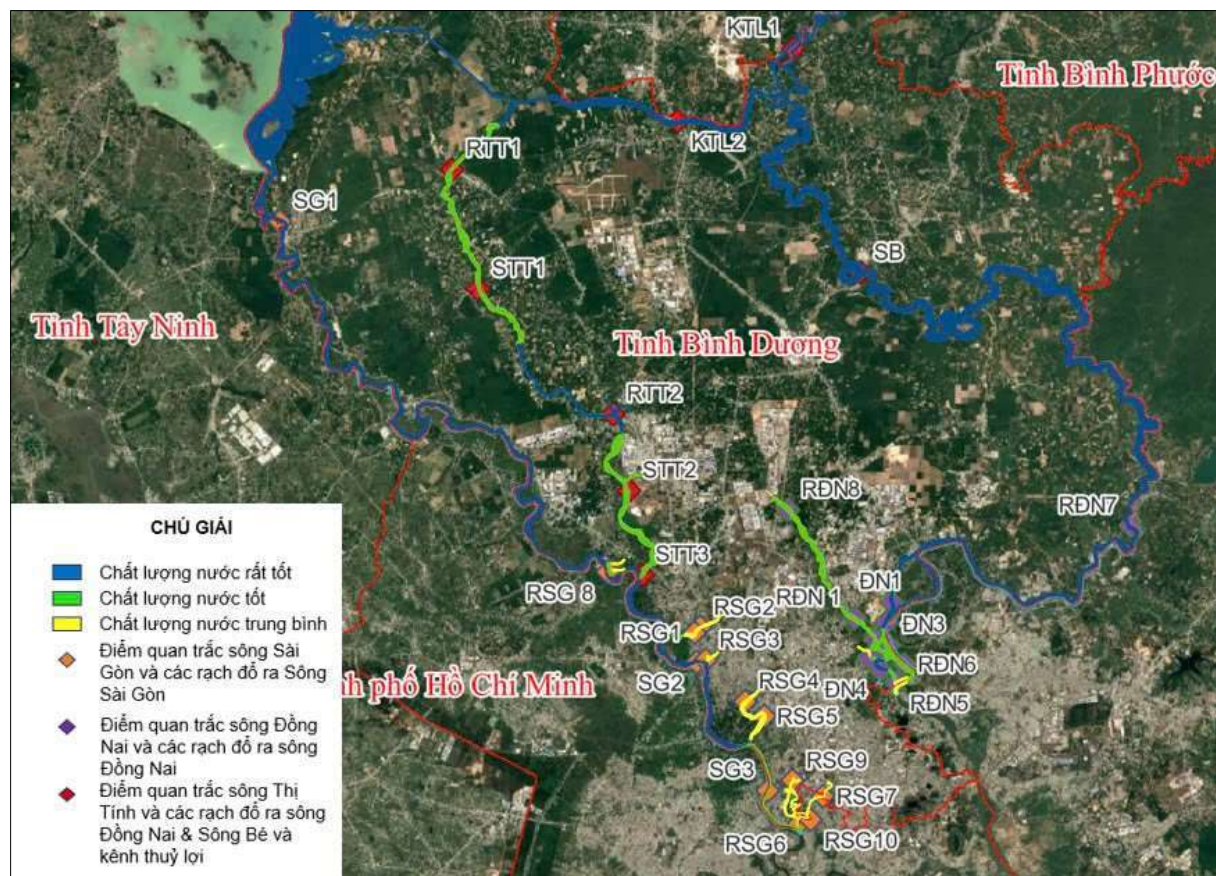 KTL1
Tỉnh Bình Phước
KTL2
RTT1
SG1
STT1
SB
Tỉnh Tây Ninh
Tỉnh Bình Dương
RTT2
STT2
RĐN8
RĐN7
STT3
RSG 8
RĐN 1
ĐN1
RSG2
RSG1
ĐN3
RSG3
RĐN6
SG2
ĐN4
RĐN5
nh phố Hồ Chí Minh
RSG4
RSG5
SG3
RSG9
RSG7
RSG6
RSG10
CHÚ GIẢI
Chất lượng nước rất tốt
Chất lượng nước tốt
Chất lượng nước trung bình
Điểm quan trắc sông Sài
Gòn và các rạch đổ ra Sông
Sài Gòn
Điểm quan trắc sông Đồng
Nai và các rạch đổ ra sông
Đồng Nai
Điểm quan trắc sông Thị
Tính và các rạch đổ ra sông
Đồng Nai & Sông Bé và
kênh thuỷ lợi